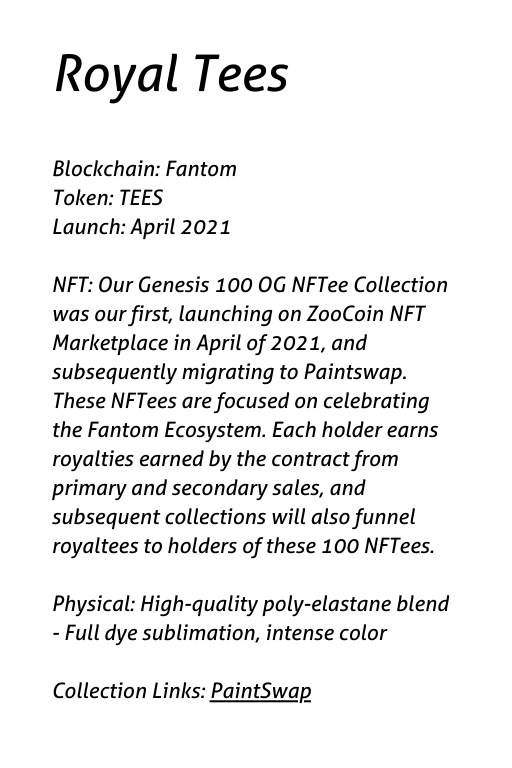 Royal Tees
Blockchain: Fantom
Token: TEES
Launch: April 2021
NFT: Our Genesis 100 OG NFTee Collection
was our first, launching on ZooCoin NFT
Marketplace in April of 2021, and
subsequently migrating to Paintswap.
These NFTees are focused on celebrating
the Fantom Ecosystem. Each holder earns
royalties earned by the contract from
primary and secondary sales, and
subsequent collections will also funnel
royaltees to holders of these 100 NFTees.
Physical: High-quality poly-elastane blend
- Full dye sublimation, intense color
Collection Links: PaintSwap